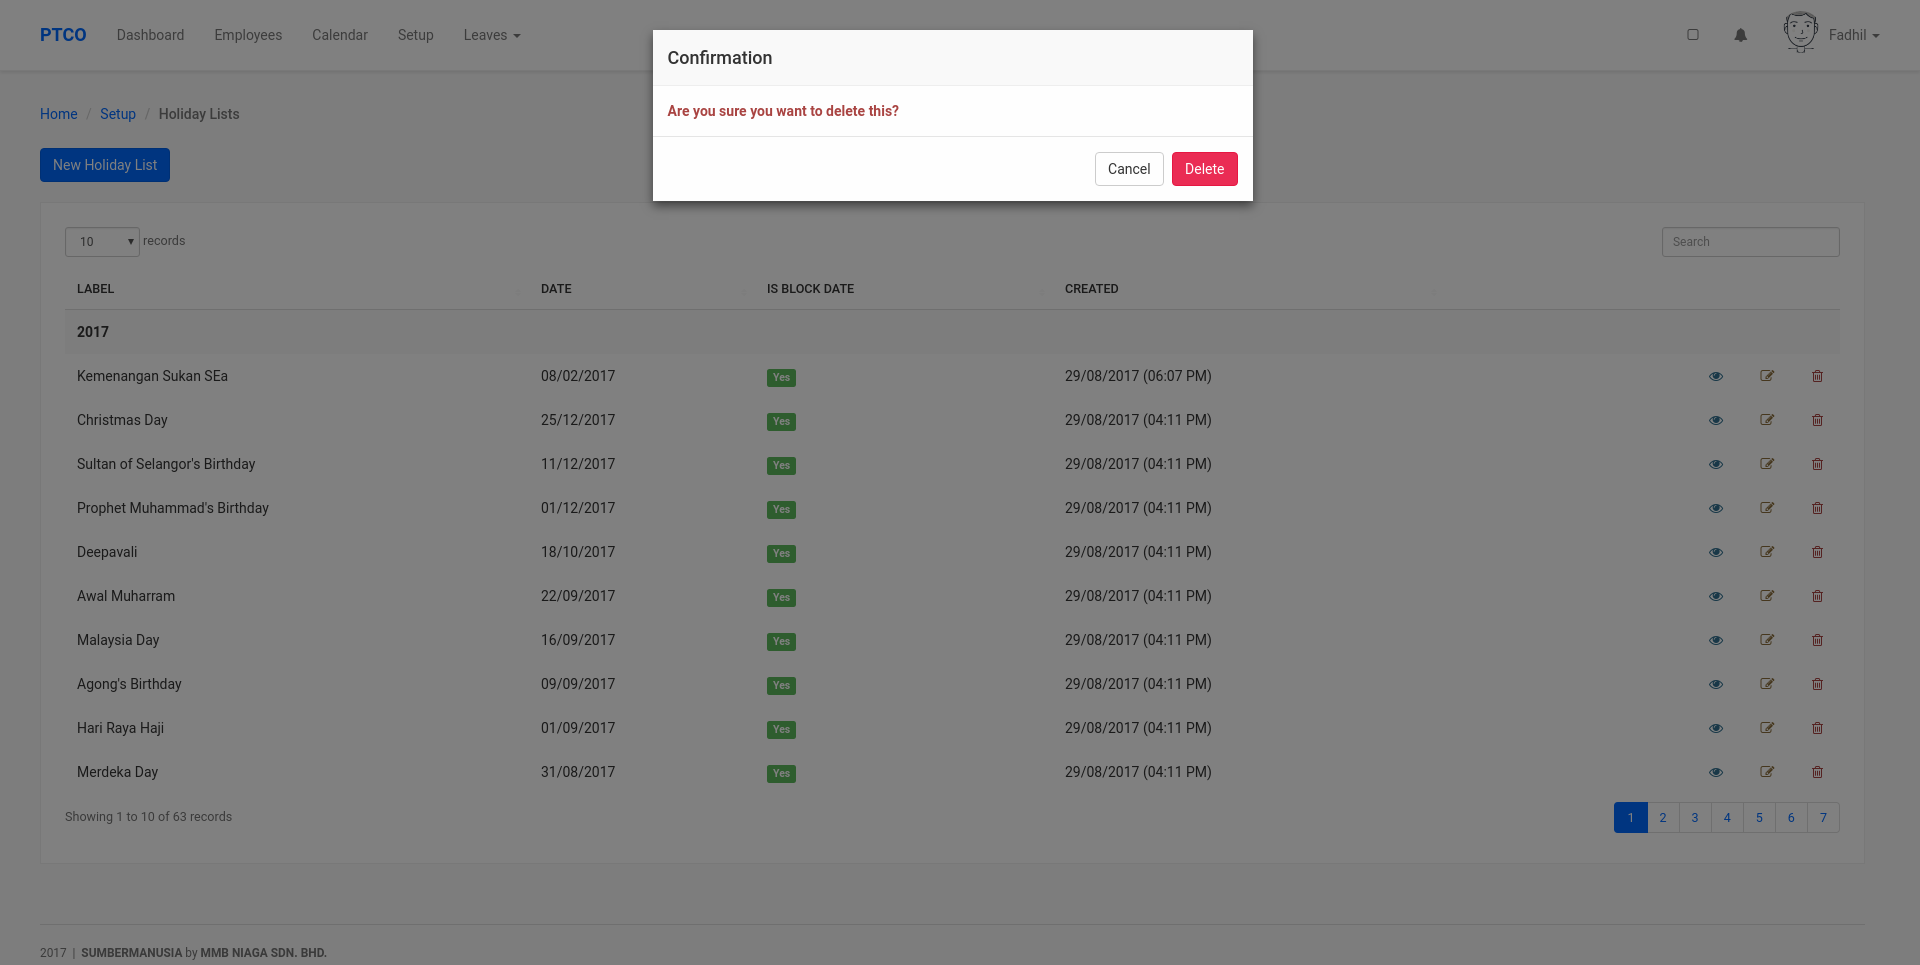 PTCO Dashboard Employees Calendar Setup Leaves Fadhil
Confirmation
Are you sure you want to delete this?
Cancel Delete
Home / Setup / Holiday Lists
New Holiday List
10 records Search
LABEL DATE IS BLOCK DATE CREATED
2017
Kemenangan Sukan SEa 08/02/2017 Yes 29/08/2017 (06:07 PM)
Christmas Day 25/12/2017 Yes 29/08/2017 (04:11 PM)
Sultan of Selangor's Birthday 11/12/2017 Yes 29/08/2017 (04:11 PM)
Prophet Muhammad's Birthday 01/12/2017 Yes 29/08/2017 (04:11 PM)
Deepavali 18/10/2017 Yes 29/08/2017 (04:11 PM)
Awal Muharram 22/09/2017 Yes 29/08/2017 (04:11 PM)
Malaysia Day 16/09/2017 Yes 29/08/2017 (04:11 PM)
Agong's Birthday 09/09/2017 Yes 29/08/2017 (04:11 PM)
Hari Raya Haji 01/09/2017 Yes 29/08/2017 (04:11 PM)
Merdeka Day 31/08/2017 Yes 29/08/2017 (04:11 PM)
Showing 1 to 10 of 63 records 1 2 3 4 5 6 7
2017 | SUMBERMANUSIA by MMB NIAGA SDN. BHD.